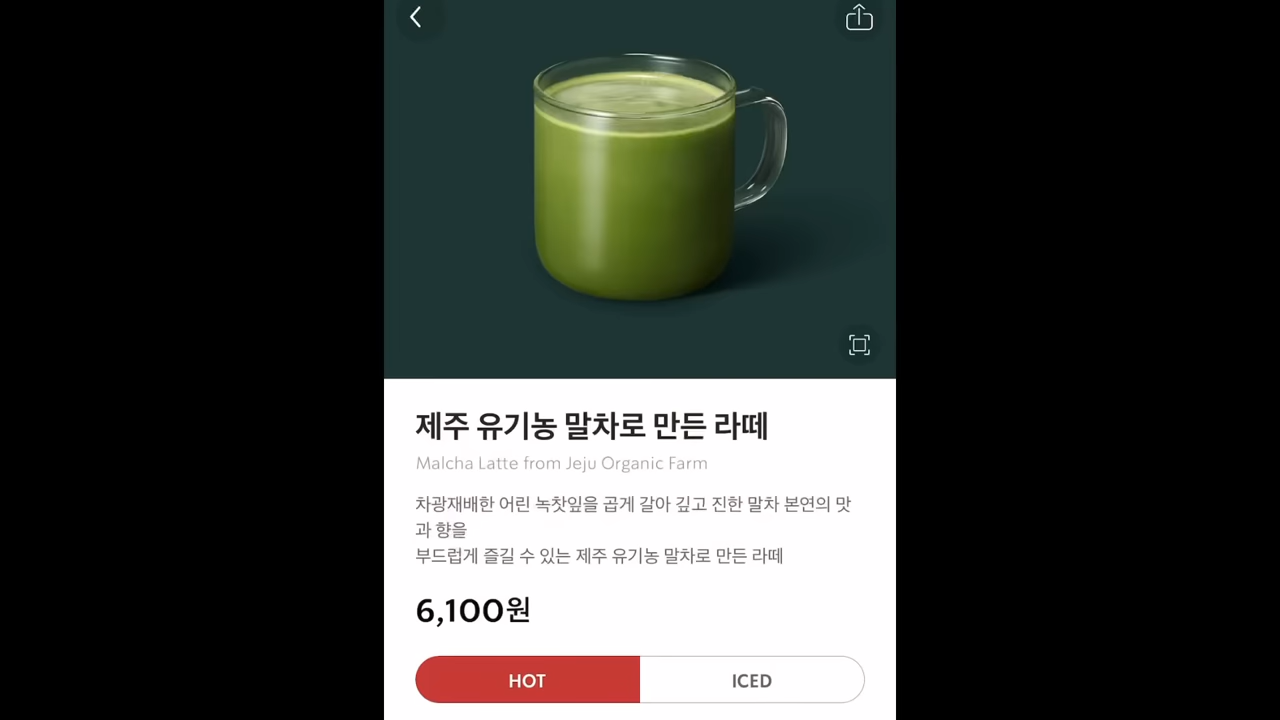 제주 유기농 말차로 만든 라떼
Malcha Latte from Jeju Organic Farm
차광재배한 어린 녹찻잎을 곱게 갈아 깊고 진한 말차 본연의 맛
과 향을
부드럽게 즐길 수 있는 제주 유기농 말차로 만든 라떼
6,100원
HOT
ICED